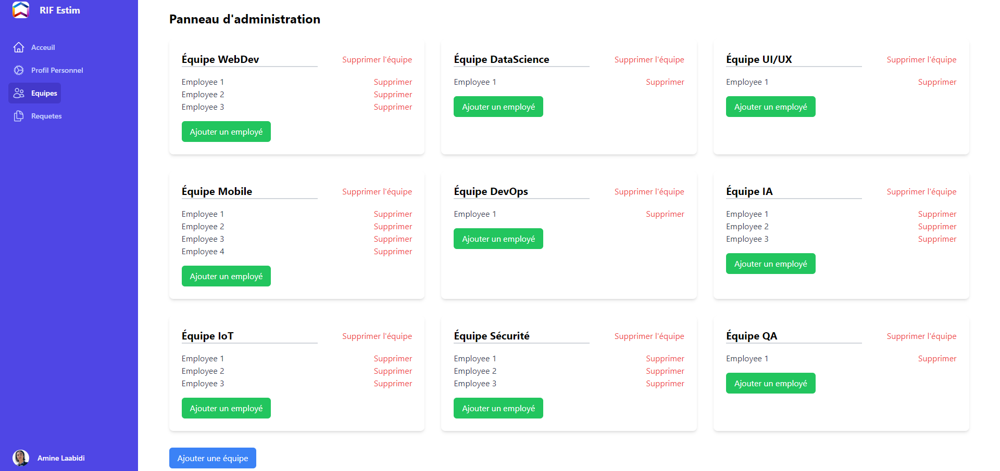 RIF Estim
Acceuil
Profil Personnel
Equipes
Requetes
Amine Laabidi
Panneau d'administration
Équipe WebDev Supprimer l'équipe
Employee 1 Supprimer
Employee 2 Supprimer
Employee 3 Supprimer
Ajouter un employé
Équipe DataScience Supprimer l'équipe
Employee 1 Supprimer
Ajouter un employé
Équipe UI/UX Supprimer l'équipe
Employee 1 Supprimer
Ajouter un employé
Équipe Mobile Supprimer l'équipe
Employee 1 Supprimer
Employee 2 Supprimer
Employee 3 Supprimer
Employee 4 Supprimer
Ajouter un employé
Équipe DevOps Supprimer l'équipe
Employee 1 Supprimer
Ajouter un employé
Équipe IA Supprimer l'équipe
Employee 1 Supprimer
Employee 2 Supprimer
Employee 3 Supprimer
Ajouter un employé
Équipe IoT Supprimer l'équipe
Employee 1 Supprimer
Employee 2 Supprimer
Employee 3 Supprimer
Ajouter un employé
Équipe Sécurité Supprimer l'équipe
Employee 1 Supprimer
Employee 2 Supprimer
Employee 3 Supprimer
Ajouter un employé
Équipe QA Supprimer l'équipe
Employee 1 Supprimer
Ajouter un employé
Ajouter une équipe